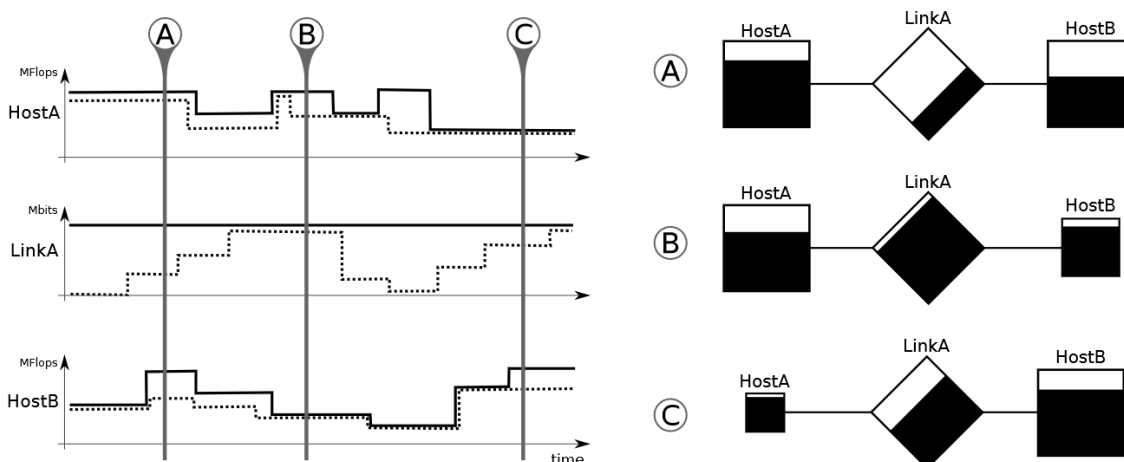 A
B
C
MFlops
HostA
Mbits
LinkA
MFlops
HostB
time
A
HostA
LinkA
HostB
B
HostA
LinkA
HostB
C
HostA
LinkA
HostB